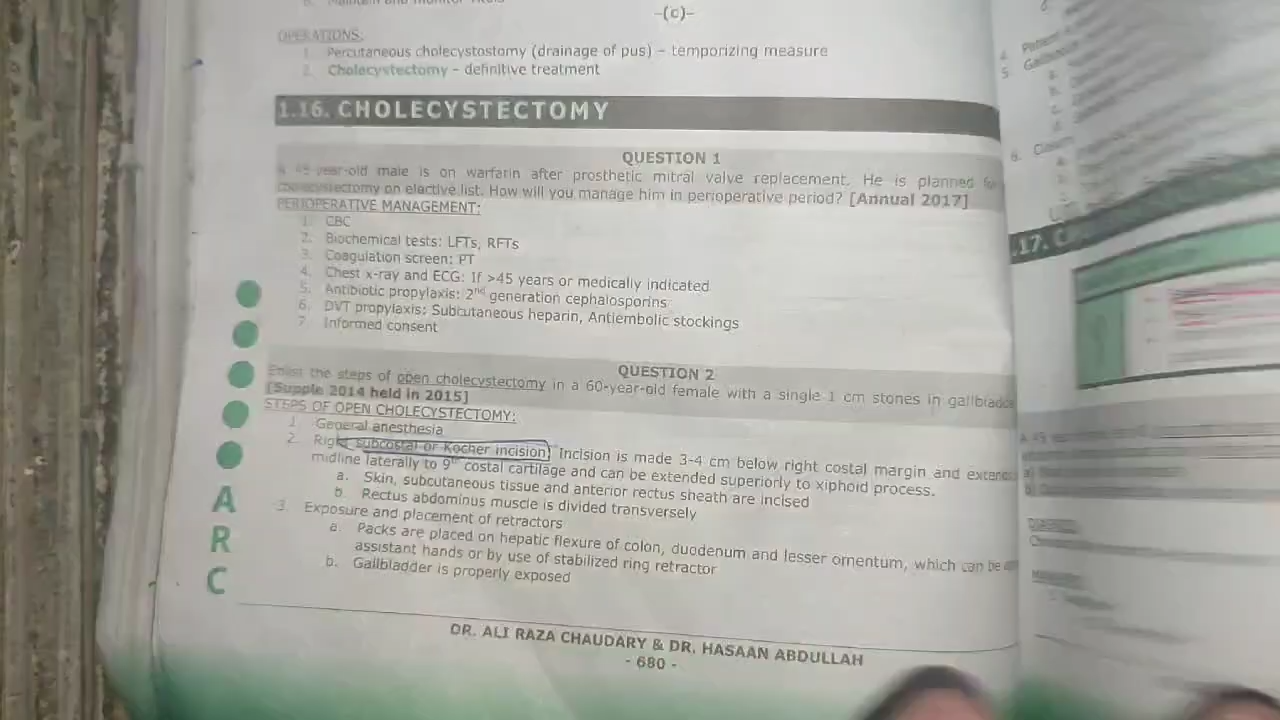 -(c)-
OPERATIONS:
1. Percutaneous cholecystostomy (drainage of pus) – temporizing measure
2. Cholecystectomy – definitive treatment
1.16. CHOLECYSTECTOMY
QUESTION 1
A 45 year-old male is on warfarin after prosthetic mitral valve replacement. He is planned for
cholecystectomy on elective list. How will you manage him in perioperative period? [Annual 2017]
PERIOPERATIVE MANAGEMENT:
1. CBC
2. Biochemical tests: LFTs, RFTs
3. Coagulation screen: PT
4. Chest x-ray and ECG: If >45 years or medically indicated
5. Antibiotic propylaxis: 2nd generation cephalosporins
6. DVT propylaxis: Subcutaneous heparin, Antiembolic stockings
7. Informed consent
QUESTION 2
Enlist the steps of open cholecystectomy in a 60-year-old female with a single 1 cm stones in gallbladde
[Supple 2014 held in 2015]
STEPS OF OPEN CHOLECYSTECTOMY:
1. General anesthesia
2. Right subcostal or Kocher incision: Incision is made 3-4 cm below right costal margin and extends
midline laterally to 9th costal cartilage and can be extended superiorly to xiphoid process.
a. Skin, subcutaneous tissue and anterior rectus sheath are incised
b. Rectus abdominus muscle is divided transversely
3. Exposure and placement of retractors
a. Packs are placed on hepatic flexure of colon, duodenum and lesser omentum, which can be
assistant hands or by use of stabilized ring retractor
b. Gallbladder is properly exposed
A
R
C
DR. ALI RAZA CHAUDARY & DR. HASAAN ABDULLAH
- 680 -
4. Patient
5.
6.
.17.